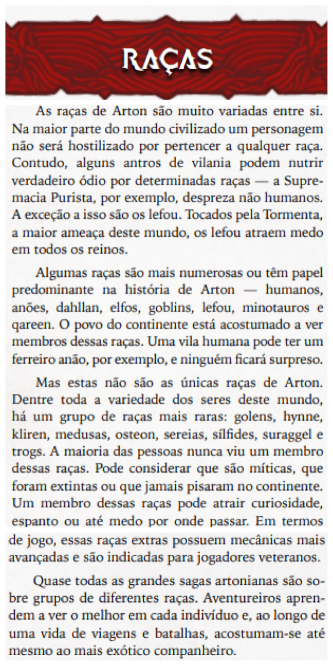 RAÇAS
As raças de Arton são muito variadas entre si.
Na maior parte do mundo civilizado um personagem
não será hostilizado por pertencer a qualquer raça.
Contudo, alguns antros de vilania podem nutrir
verdadeiro ódio por determinadas raças — a Supre-
macia Purista, por exemplo, despreza não humanos.
A exceção a isso são os lefou. Tocados pela Tormenta,
a maior ameaça deste mundo, os lefou atraem medo
em todos os reinos.
Algumas raças são mais numerosas ou têm papel
predominante na história de Arton — humanos,
anões, dahllan, elfos, goblins, lefou, minotauros e
qareen. O povo do continente está acostumado a ver
membros dessas raças. Uma vila humana pode ter um
ferreiro anão, por exemplo, e ninguém ficará surpreso.
Mas estas não são as únicas raças de Arton.
Dentre toda a variedade dos seres deste mundo,
há um grupo de raças mais raras: golens, hynne,
kliren, medusas, osteon, sereias, sílfides, suraggel e
trogs. A maioria das pessoas nunca viu um membro
dessas raças. Pode considerar que são míticas, que
foram extintas ou que jamais pisaram no continente.
Um membro dessas raças pode atrair curiosidade,
espanto ou até medo por onde passar. Em termos
de jogo, essas raças extras possuem mecânicas mais
avançadas e são indicadas para jogadores veteranos.
Quase todas as grandes sagas artonianas são so-
bre grupos de diferentes raças. Aventureiros apren-
dem a ver o melhor em cada indivíduo e, ao longo de
uma vida de viagens e batalhas, acostumam-se até
mesmo ao mais exótico companheiro.